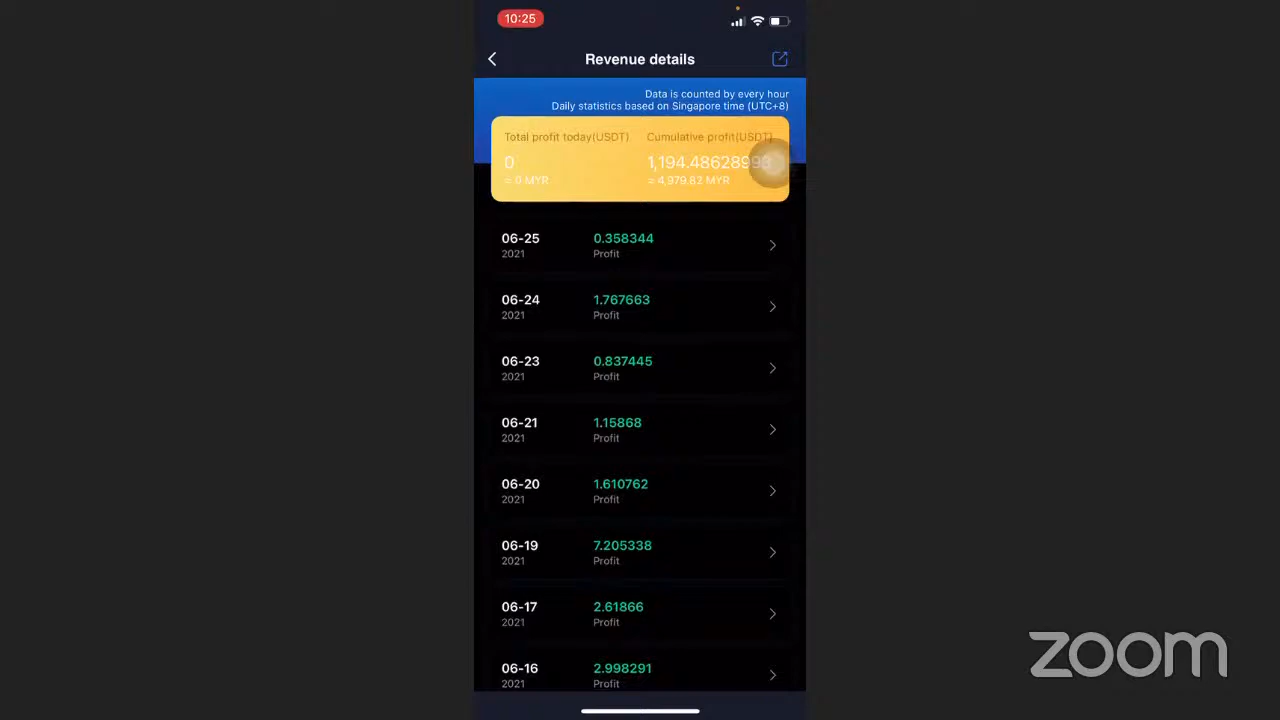 10:25
Revenue details
Data is counted by every hour
Daily statistics based on Singapore time (UTC+8)
Total profit today(USDT) Cumulative profit(USDT)
0 1,194.48628993
≈ 0 MYR ≈ 4,979.82 MYR
06-25 0.358344
2021 Profit
06-24 1.767663
2021 Profit
06-23 0.837445
2021 Profit
06-21 1.15868
2021 Profit
06-20 1.610762
2021 Profit
06-19 7.205338
2021 Profit
06-17 2.61866
2021 Profit
06-16 2.998291
2021 Profit
zoom